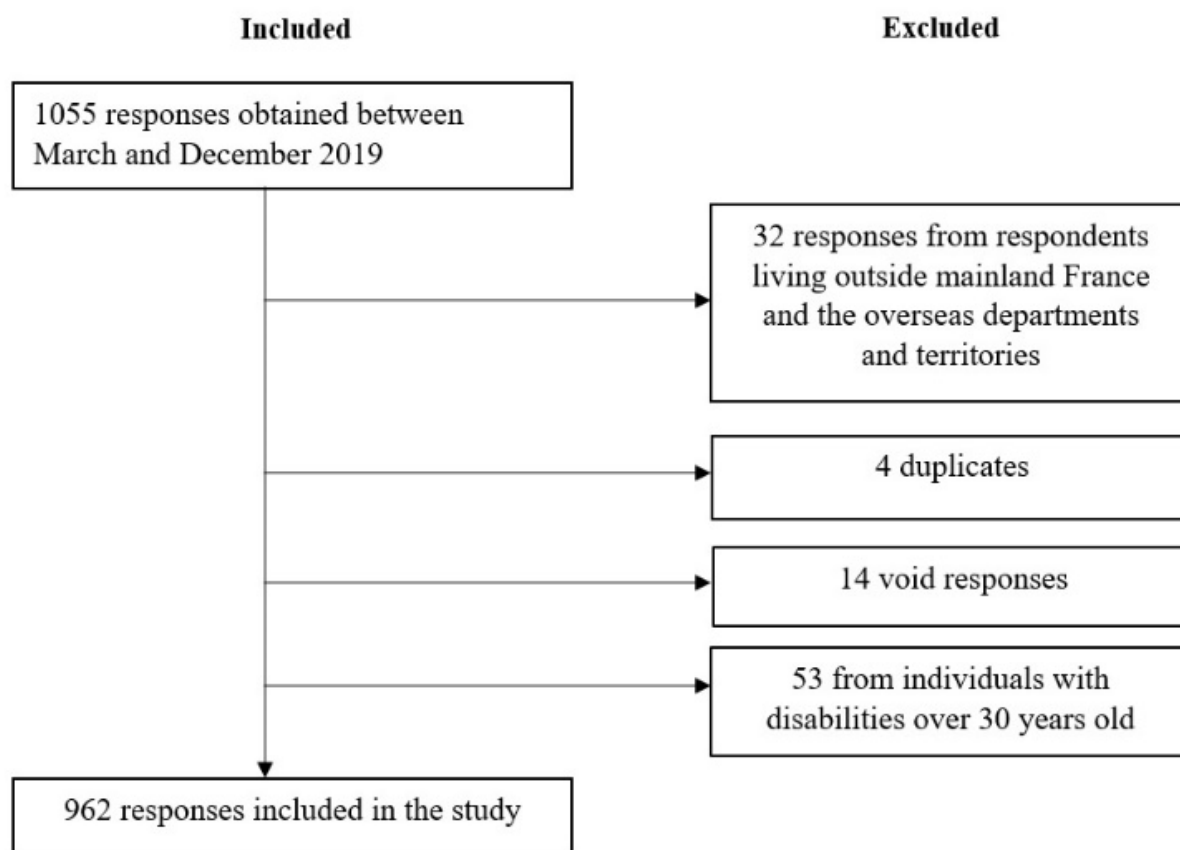 Included
Excluded
1055 responses obtained between
March and December 2019
32 responses from respondents
living outside mainland France
and the overseas departments
and territories
4 duplicates
14 void responses
53 from individuals with
disabilities over 30 years old
962 responses included in the study